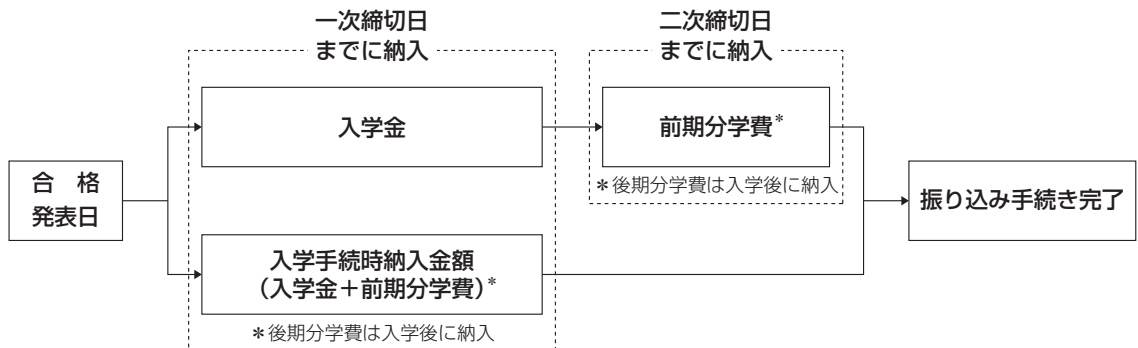 一次締切日
までに納入
二次締切日
までに納入
入学金
前期分学費*
*後期分学費は入学後に納入
合 格
発表日
振り込み手続き完了
入学手続時納入金額
(入学金+前期分学費)*
*後期分学費は入学後に納入